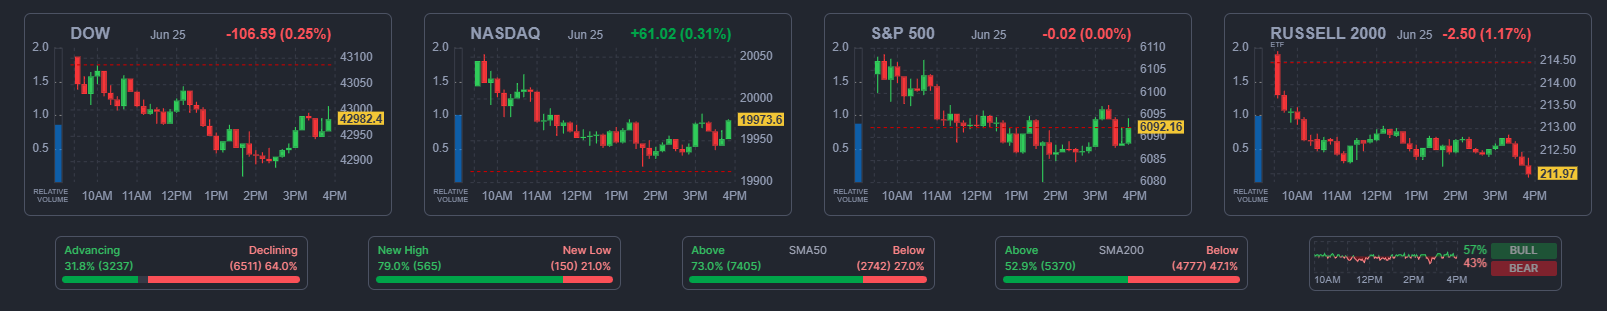 DOW Jun 25 -106.59 (0.25%)
2.0
1.5
1.0
0.5
43100
43050
43000
42982.4
42950
42900
RELATIVE
VOLUME
10AM 11AM 12PM 1PM 2PM 3PM 4PM
NASDAQ Jun 25 +61.02 (0.31%)
2.0
1.5
1.0
0.5
20050
20000
19973.6
19950
19900
RELATIVE
VOLUME
10AM 11AM 12PM 1PM 2PM 3PM 4PM
S&P 500 Jun 25 -0.02 (0.00%)
2.0
1.5
1.0
0.5
6110
6105
6100
6095
6092.16
6090
6085
6080
RELATIVE
VOLUME
10AM 11AM 12PM 1PM 2PM 3PM 4PM
RUSSELL 2000 Jun 25 -2.50 (1.17%)
ETF
2.0
1.5
1.0
0.5
214.50
214.00
213.50
213.00
212.50
211.97
RELATIVE
VOLUME
10AM 11AM 12PM 1PM 2PM 3PM 4PM
Advancing Declining
31.8% (3237) (6511) 64.0%
New High New Low
79.0% (565) (150) 21.0%
Above SMA50 Below
73.0% (7405) (2742) 27.0%
Above SMA200 Below
52.9% (5370) (4777) 47.1%
57% BULL
43% BEAR
10AM 12PM 2PM 4PM